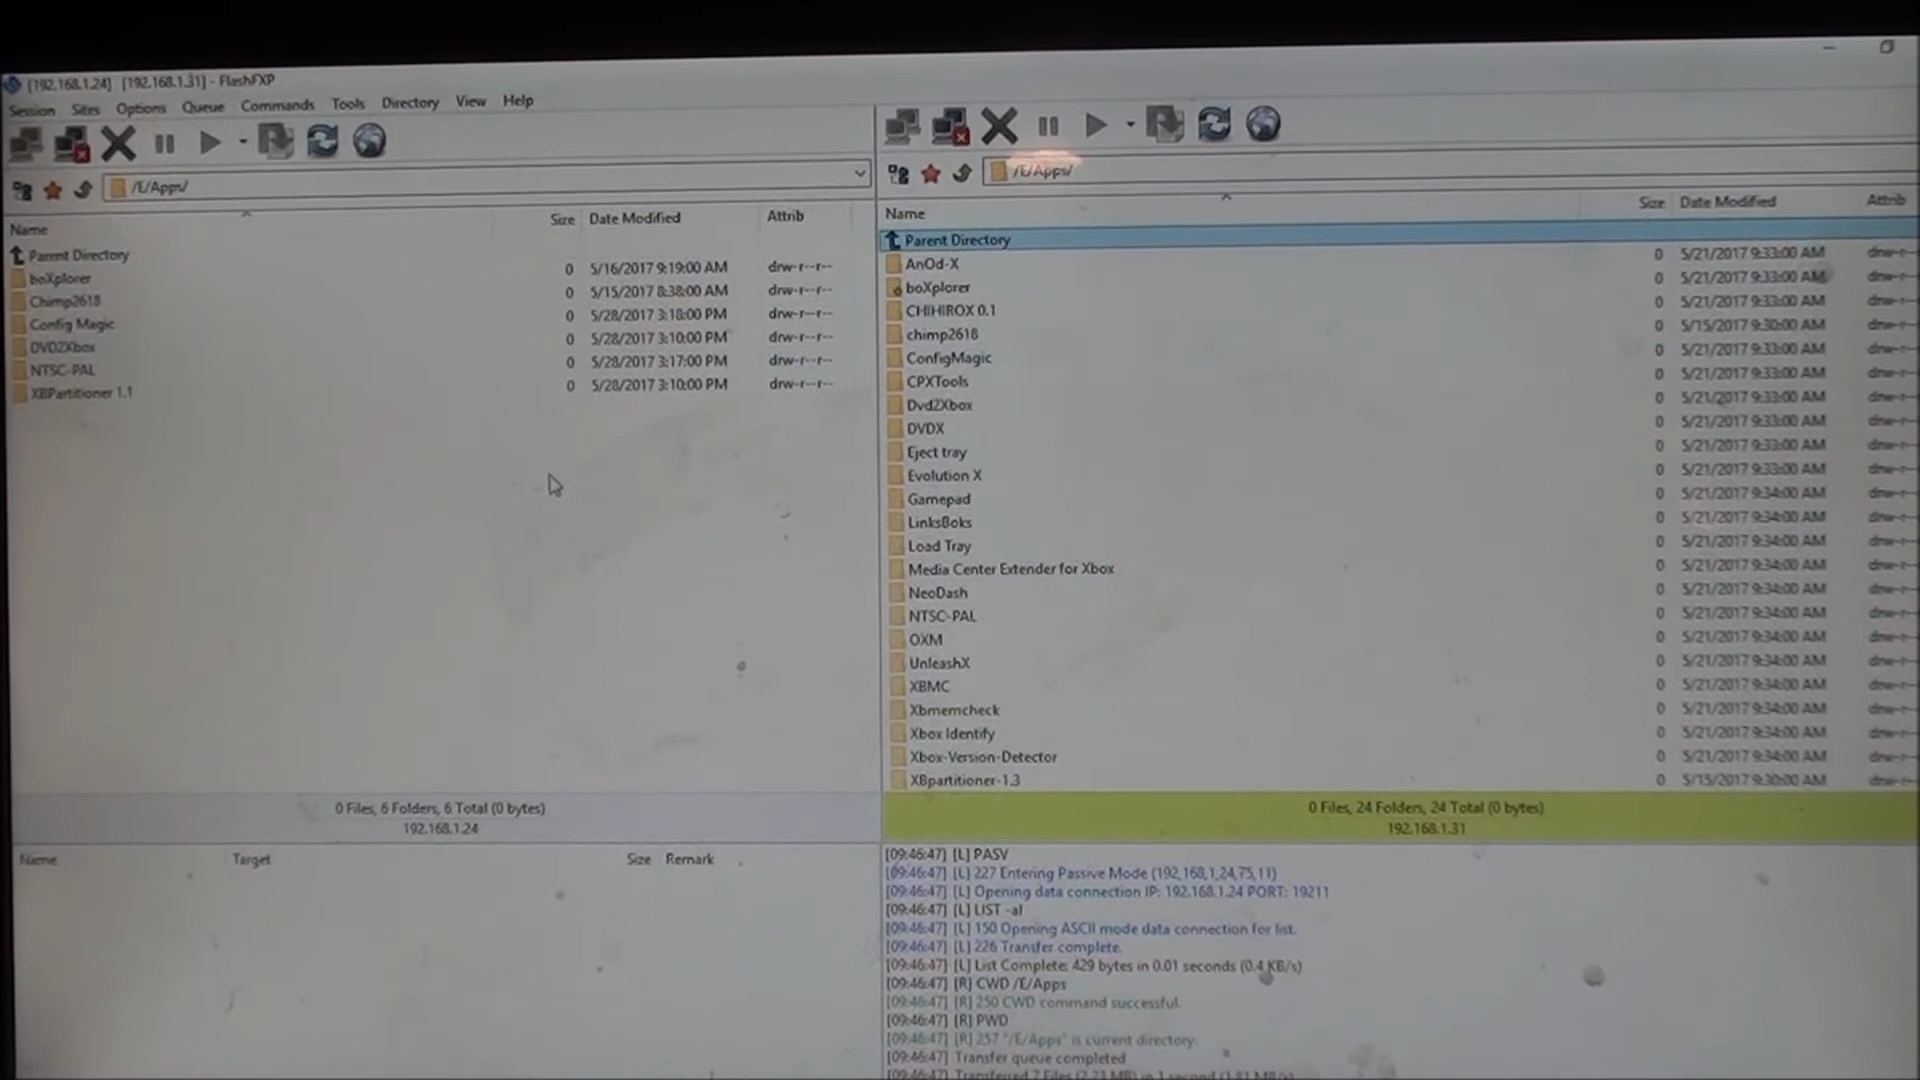 [192.168.1.24] [192.168.1.31] - FlashFXP
Session Sites Options Queue Commands Tools Directory View Help
/E/Apps/
Name Size Date Modified Attrib
Parent Directory
boXplorer 0 5/16/2017 9:19:00 AM drw-r--r--
Chimp2618 0 5/15/2017 8:38:00 AM drw-r--r--
Config Magic 0 5/28/2017 3:18:00 PM drw-r--r--
DVD2Xbox 0 5/28/2017 3:10:00 PM drw-r--r--
NTSC-PAL 0 5/28/2017 3:17:00 PM drw-r--r--
XBPartitioner 1.1 0 5/28/2017 3:10:00 PM drw-r--r--
0 Files, 6 Folders, 6 Total (0 bytes)
192.168.1.24
Name Target Size Remark
/E/Apps/
Name Size Date Modified Attrib
Parent Directory
AnOd-X 0 5/21/2017 9:33:00 AM
boXplorer 0 5/21/2017 9:33:00 AM
CHIHIROX 0.1 0 5/21/2017 9:33:00 AM
chimp2618 0 5/15/2017 9:30:00 AM
ConfigMagic 0 5/21/2017 9:33:00 AM
CPXTools 0 5/21/2017 9:33:00 AM
Dvd2Xbox 0 5/21/2017 9:33:00 AM
DVDX 0 5/21/2017 9:33:00 AM
Eject tray 0 5/21/2017 9:33:00 AM
Evolution X 0 5/21/2017 9:33:00 AM
Gamepad 0 5/21/2017 9:34:00 AM
LinksBoks 0 5/21/2017 9:34:00 AM
Load Tray 0 5/21/2017 9:34:00 AM
Media Center Extender for Xbox 0 5/21/2017 9:34:00 AM
NeoDash 0 5/21/2017 9:34:00 AM
NTSC-PAL 0 5/21/2017 9:34:00 AM
OXM 0 5/21/2017 9:34:00 AM
UnleashX 0 5/21/2017 9:34:00 AM
XBMC 0 5/21/2017 9:34:00 AM
Xbmemcheck 0 5/21/2017 9:34:00 AM
Xbox Identify 0 5/21/2017 9:34:00 AM
Xbox-Version-Detector 0 5/21/2017 9:34:00 AM
XBpartitioner-1.3 0 5/15/2017 9:30:00 AM
0 Files, 24 Folders, 24 Total (0 bytes)
192.168.1.31
[09:46:47] [L] PASV
[09:46:47] [L] 227 Entering Passive Mode (192,168,1,24,75,11)
[09:46:47] [L] Opening data connection IP: 192.168.1.24 PORT: 19211
[09:46:47] [L] LIST -al
[09:46:47] [L] 150 Opening ASCII mode data connection for list.
[09:46:47] [L] 226 Transfer complete.
[09:46:47] [L] List Complete: 429 bytes in 0.01 seconds (0.4 KB/s)
[09:46:47] [R] CWD /E/Apps
[09:46:47] [R] 250 CWD command successful.
[09:46:47] [R] PWD
[09:46:47] [R] 257 "/E/Apps" is current directory.
[09:46:47] Transfer queue completed
[09:46:47] Transferred 7 Files (2.23 MB) in 1 second (1.81 MB/s)